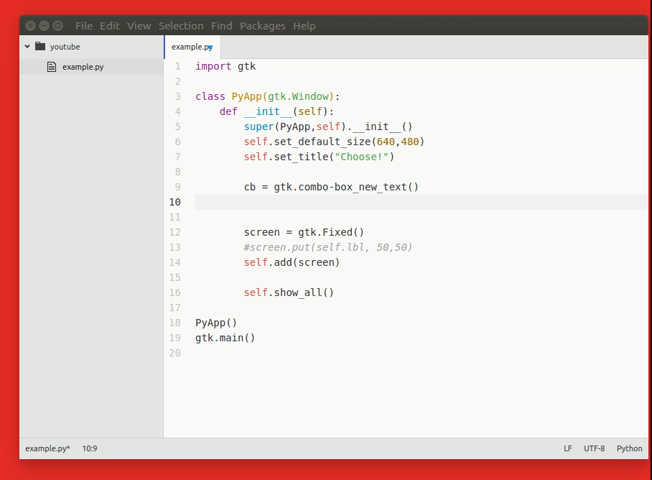 File Edit View Selection Find Packages Help
youtube
example.py
example.py
1 import gtk
2
3 class PyApp(gtk.Window):
4 def __init__(self):
5 super(PyApp,self).__init__()
6 self.set_default_size(640,480)
7 self.set_title("Choose!")
8
9 cb = gtk.combo-box_new_text()
10
11
12 screen = gtk.Fixed()
13 #screen.put(self.lbl, 50,50)
14 self.add(screen)
15
16 self.show_all()
17
18 PyApp()
19 gtk.main()
20
example.py* 10:9 LF UTF-8 Python